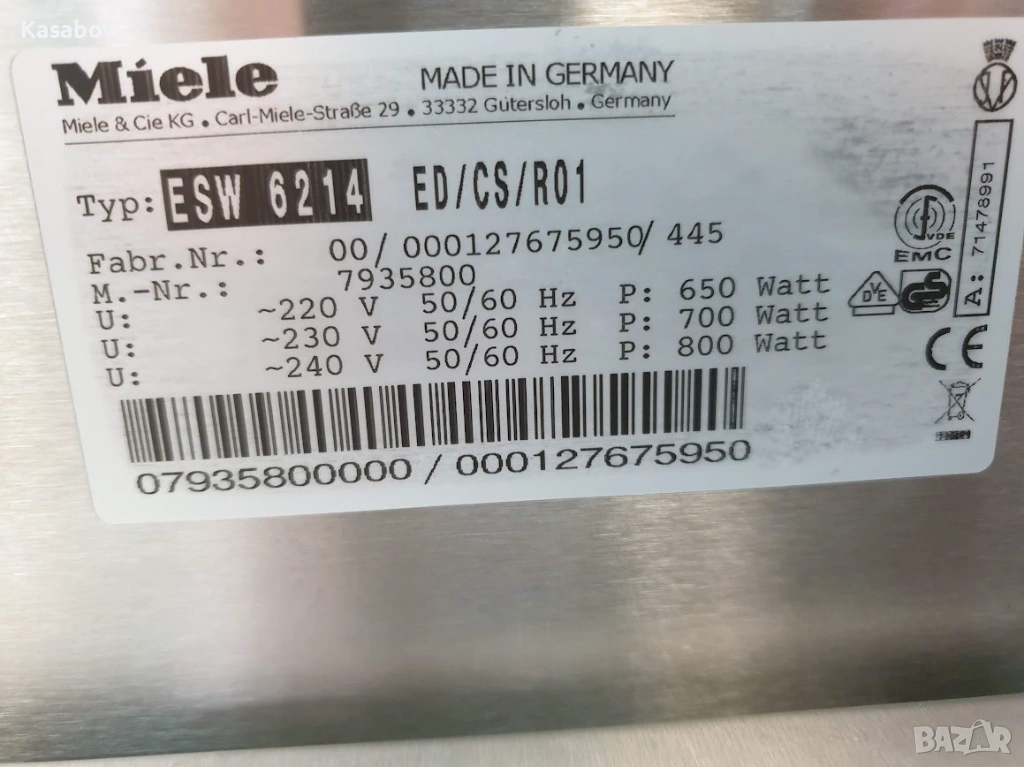 Miele
MADE IN GERMANY
Miele & Cie KG • Carl-Miele-Straße 29 • 33332 Gütersloh • Germany
Typ: ESW 6214 ED/CS/R01
Fabr.Nr.: 00/ 000127675950/ 445
M.-Nr.: 7935800
U: ~220 V 50/60 Hz P: 650 Watt
U: ~230 V 50/60 Hz P: 700 Watt
U: ~240 V 50/60 Hz P: 800 Watt
07935800000 / 000127675950
VDE
EMC
DVE
GS
CE
A: 71478991
BAZAR